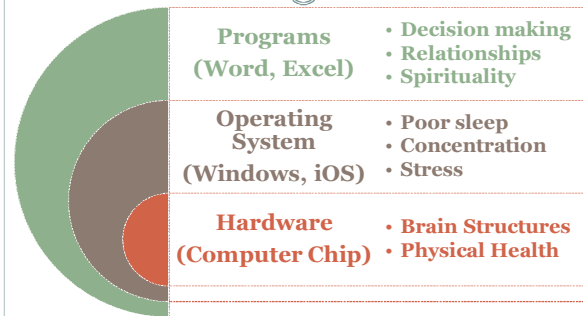 Programs
(Word, Excel)
• Decision making
• Relationships
• Spirituality
Operating
System
(Windows, iOS)
• Poor sleep
• Concentration
• Stress
Hardware
(Computer Chip)
• Brain Structures
• Physical Health